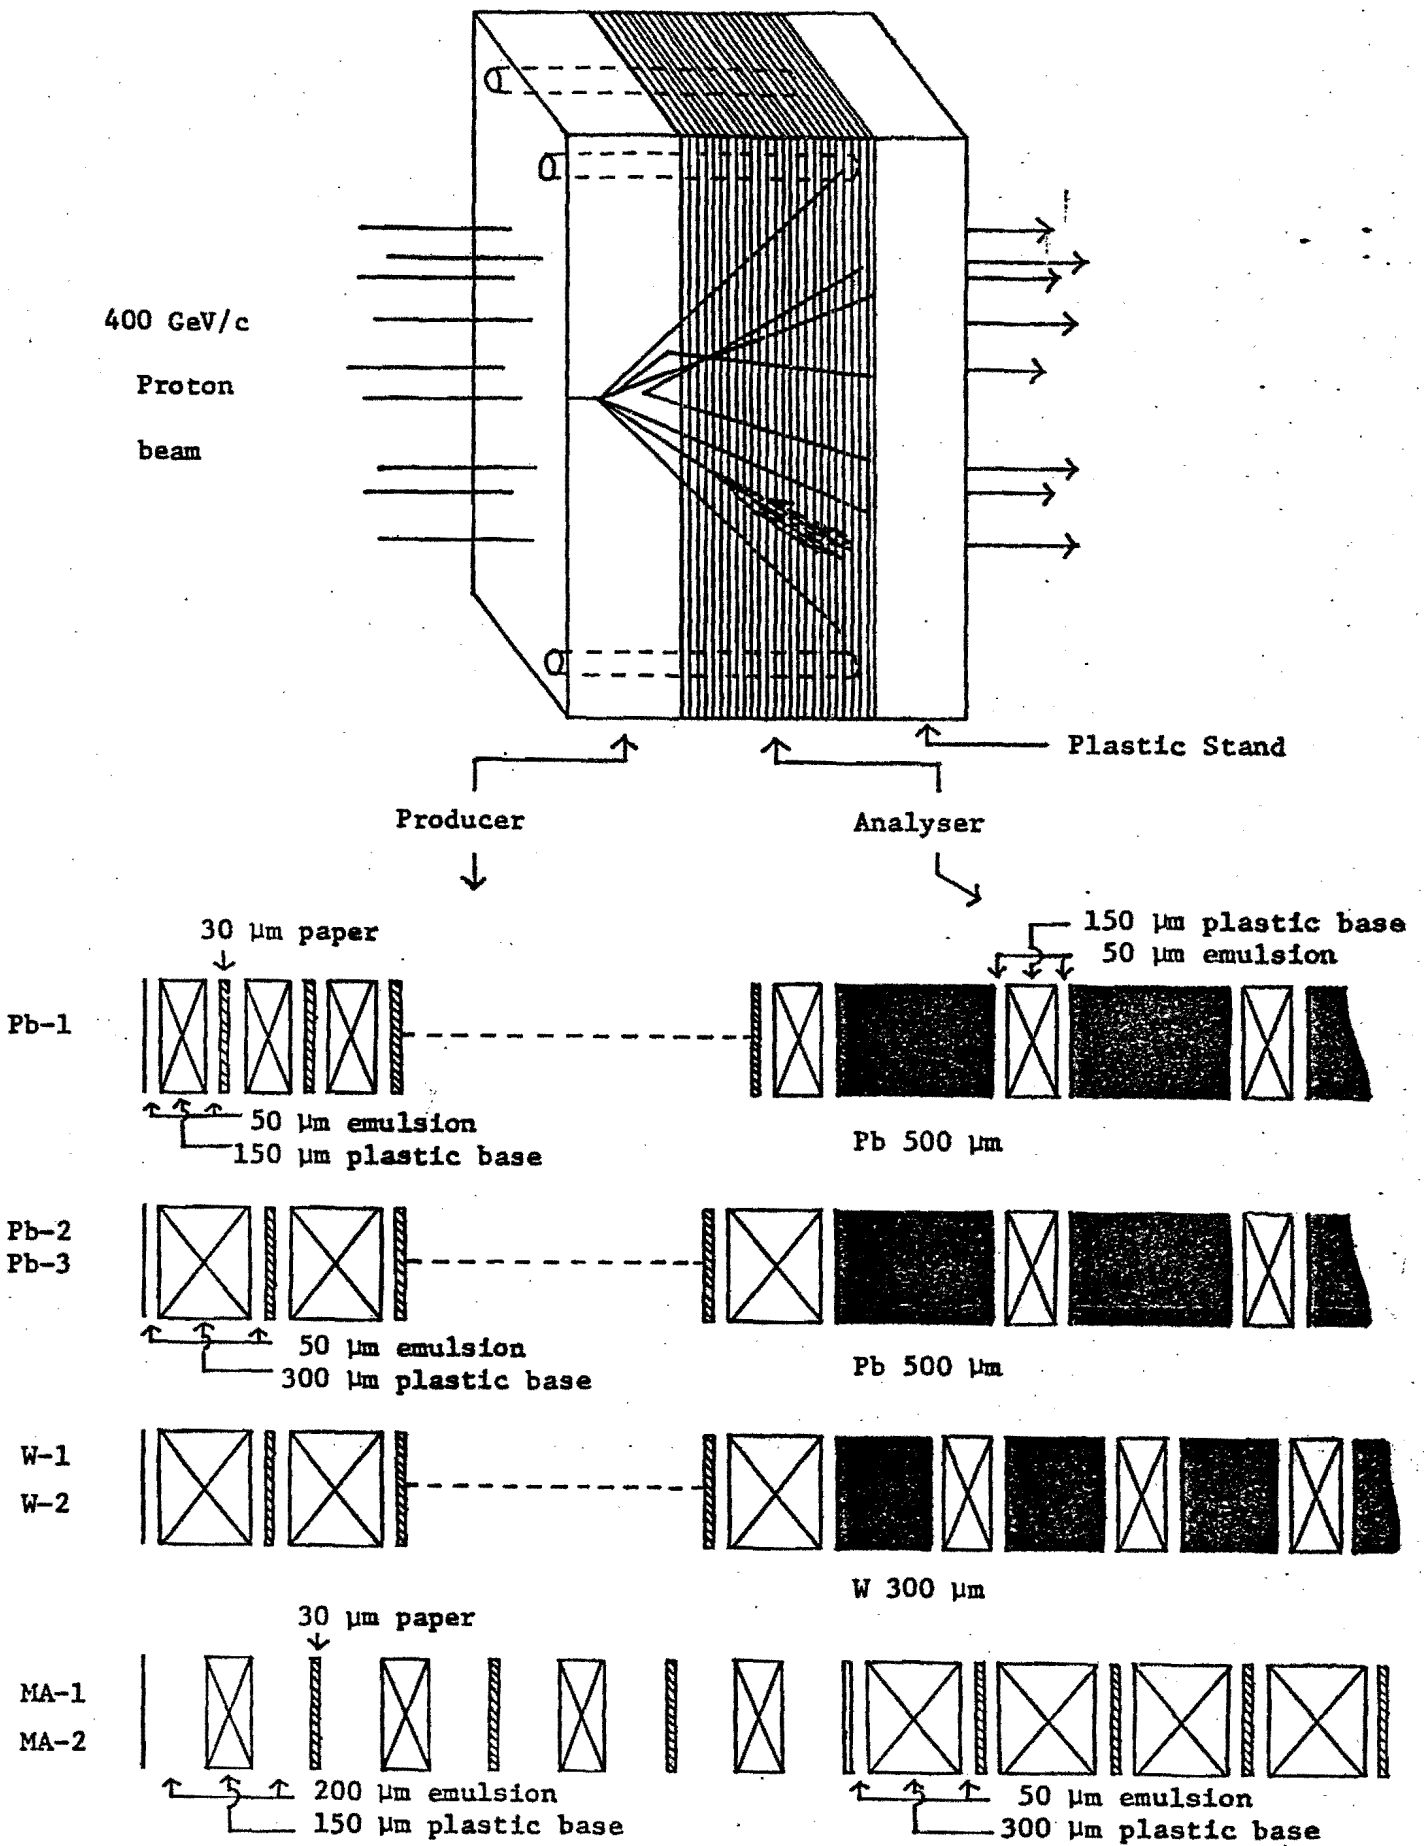 400 GeV/c
Proton
beam
Plastic Stand
Producer
Analyser
30 µm paper
150 µm plastic base
50 µm emulsion
Pb-1
50 µm emulsion
150 µm plastic base
Pb 500 µm
Pb-2
Pb-3
50 µm emulsion
300 µm plastic base
Pb 500 µm
W-1
W-2
W 300 µm
30 µm paper
MA-1
MA-2
200 µm emulsion
150 µm plastic base
50 µm emulsion
300 µm plastic base